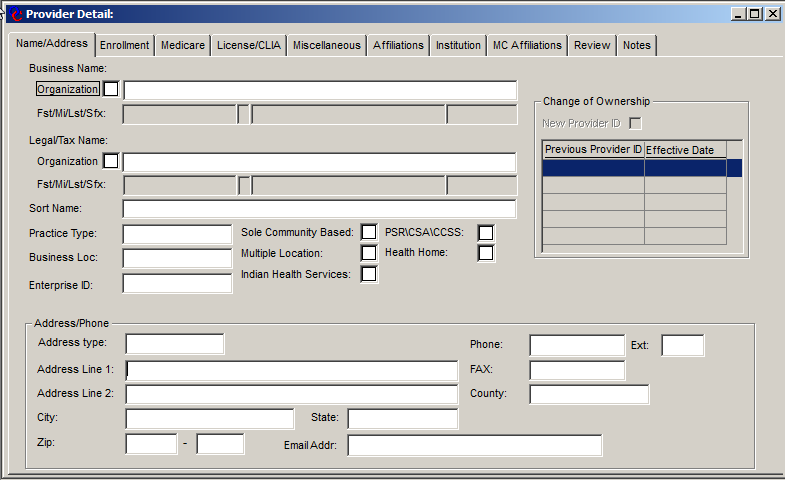 Provider Detail:
Name/Address Enrollment Medicare License/CLIA Miscellaneous Affiliations Institution MC Affiliations Review Notes
Business Name:
Organization
Fst/Mi/Lst/Sfx:
Legal/Tax Name:
Organization
Fst/Mi/Lst/Sfx:
Sort Name:
Change of Ownership
New Provider ID
Previous Provider ID Effective Date
Practice Type: Sole Community Based: PSR\CSA\CCSS:
Business Loc: Multiple Location: Health Home:
Indian Health Services:
Enterprise ID:
Address/Phone
Address type: Phone: Ext:
Address Line 1: FAX:
Address Line 2: County:
City: State:
Zip: - Email Addr: